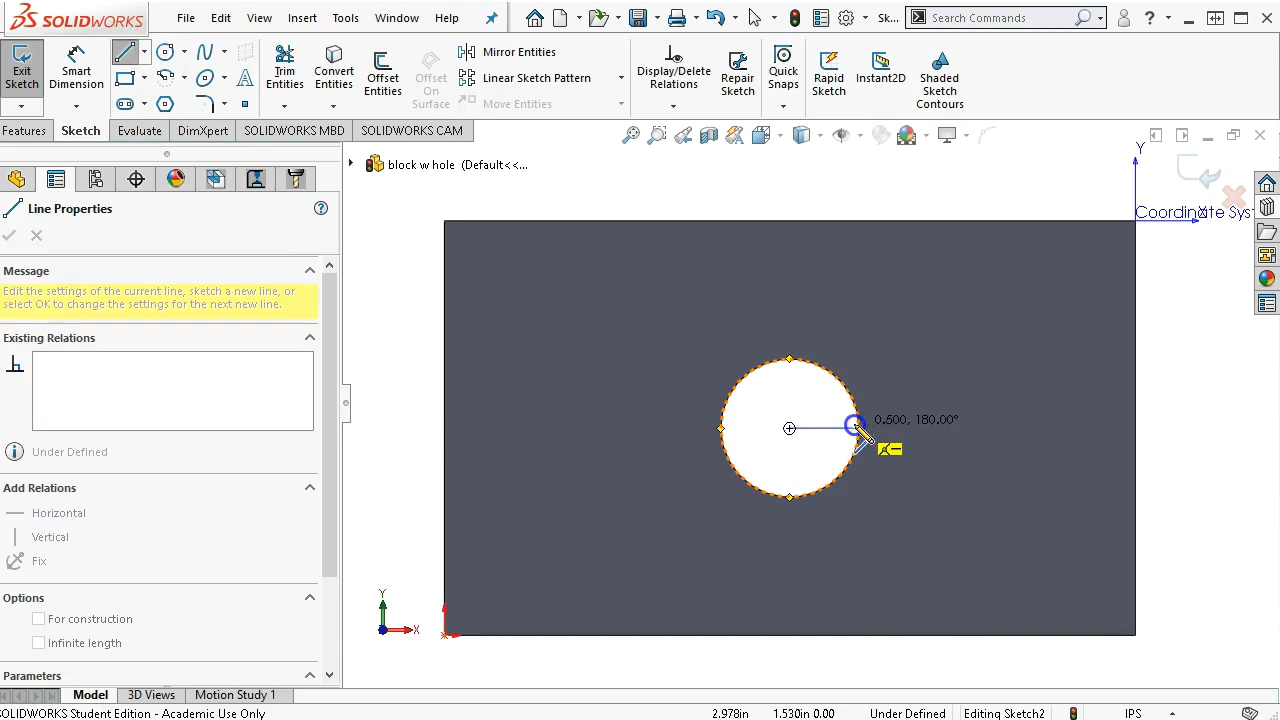 SOLIDWORKS
File Edit View Insert Tools Window Help
Sk...
Search Commands
Exit Sketch
Smart Dimension
Trim Entities
Convert Entities
Offset Entities
Offset On Surface
Mirror Entities
Linear Sketch Pattern
Move Entities
Display/Delete Relations
Repair Sketch
Quick Snaps
Rapid Sketch
Instant2D
Shaded Sketch Contours
Features Sketch Evaluate DimXpert SOLIDWORKS MBD SOLIDWORKS CAM
block w hole (Default<<...
Line Properties
Message
Edit the settings of the current line, sketch a new line, or
select OK to change the settings for the next new line.
Existing Relations
Under Defined
Add Relations
Horizontal
Vertical
Fix
Options
For construction
Infinite length
Parameters
Y
Coordinate Sys
X
0.500, 180.00°
Y
X
Model 3D Views Motion Study 1
SOLIDWORKS Student Edition - Academic Use Only
2.978in 1.530in 0.00 Under Defined Editing Sketch2 IPS